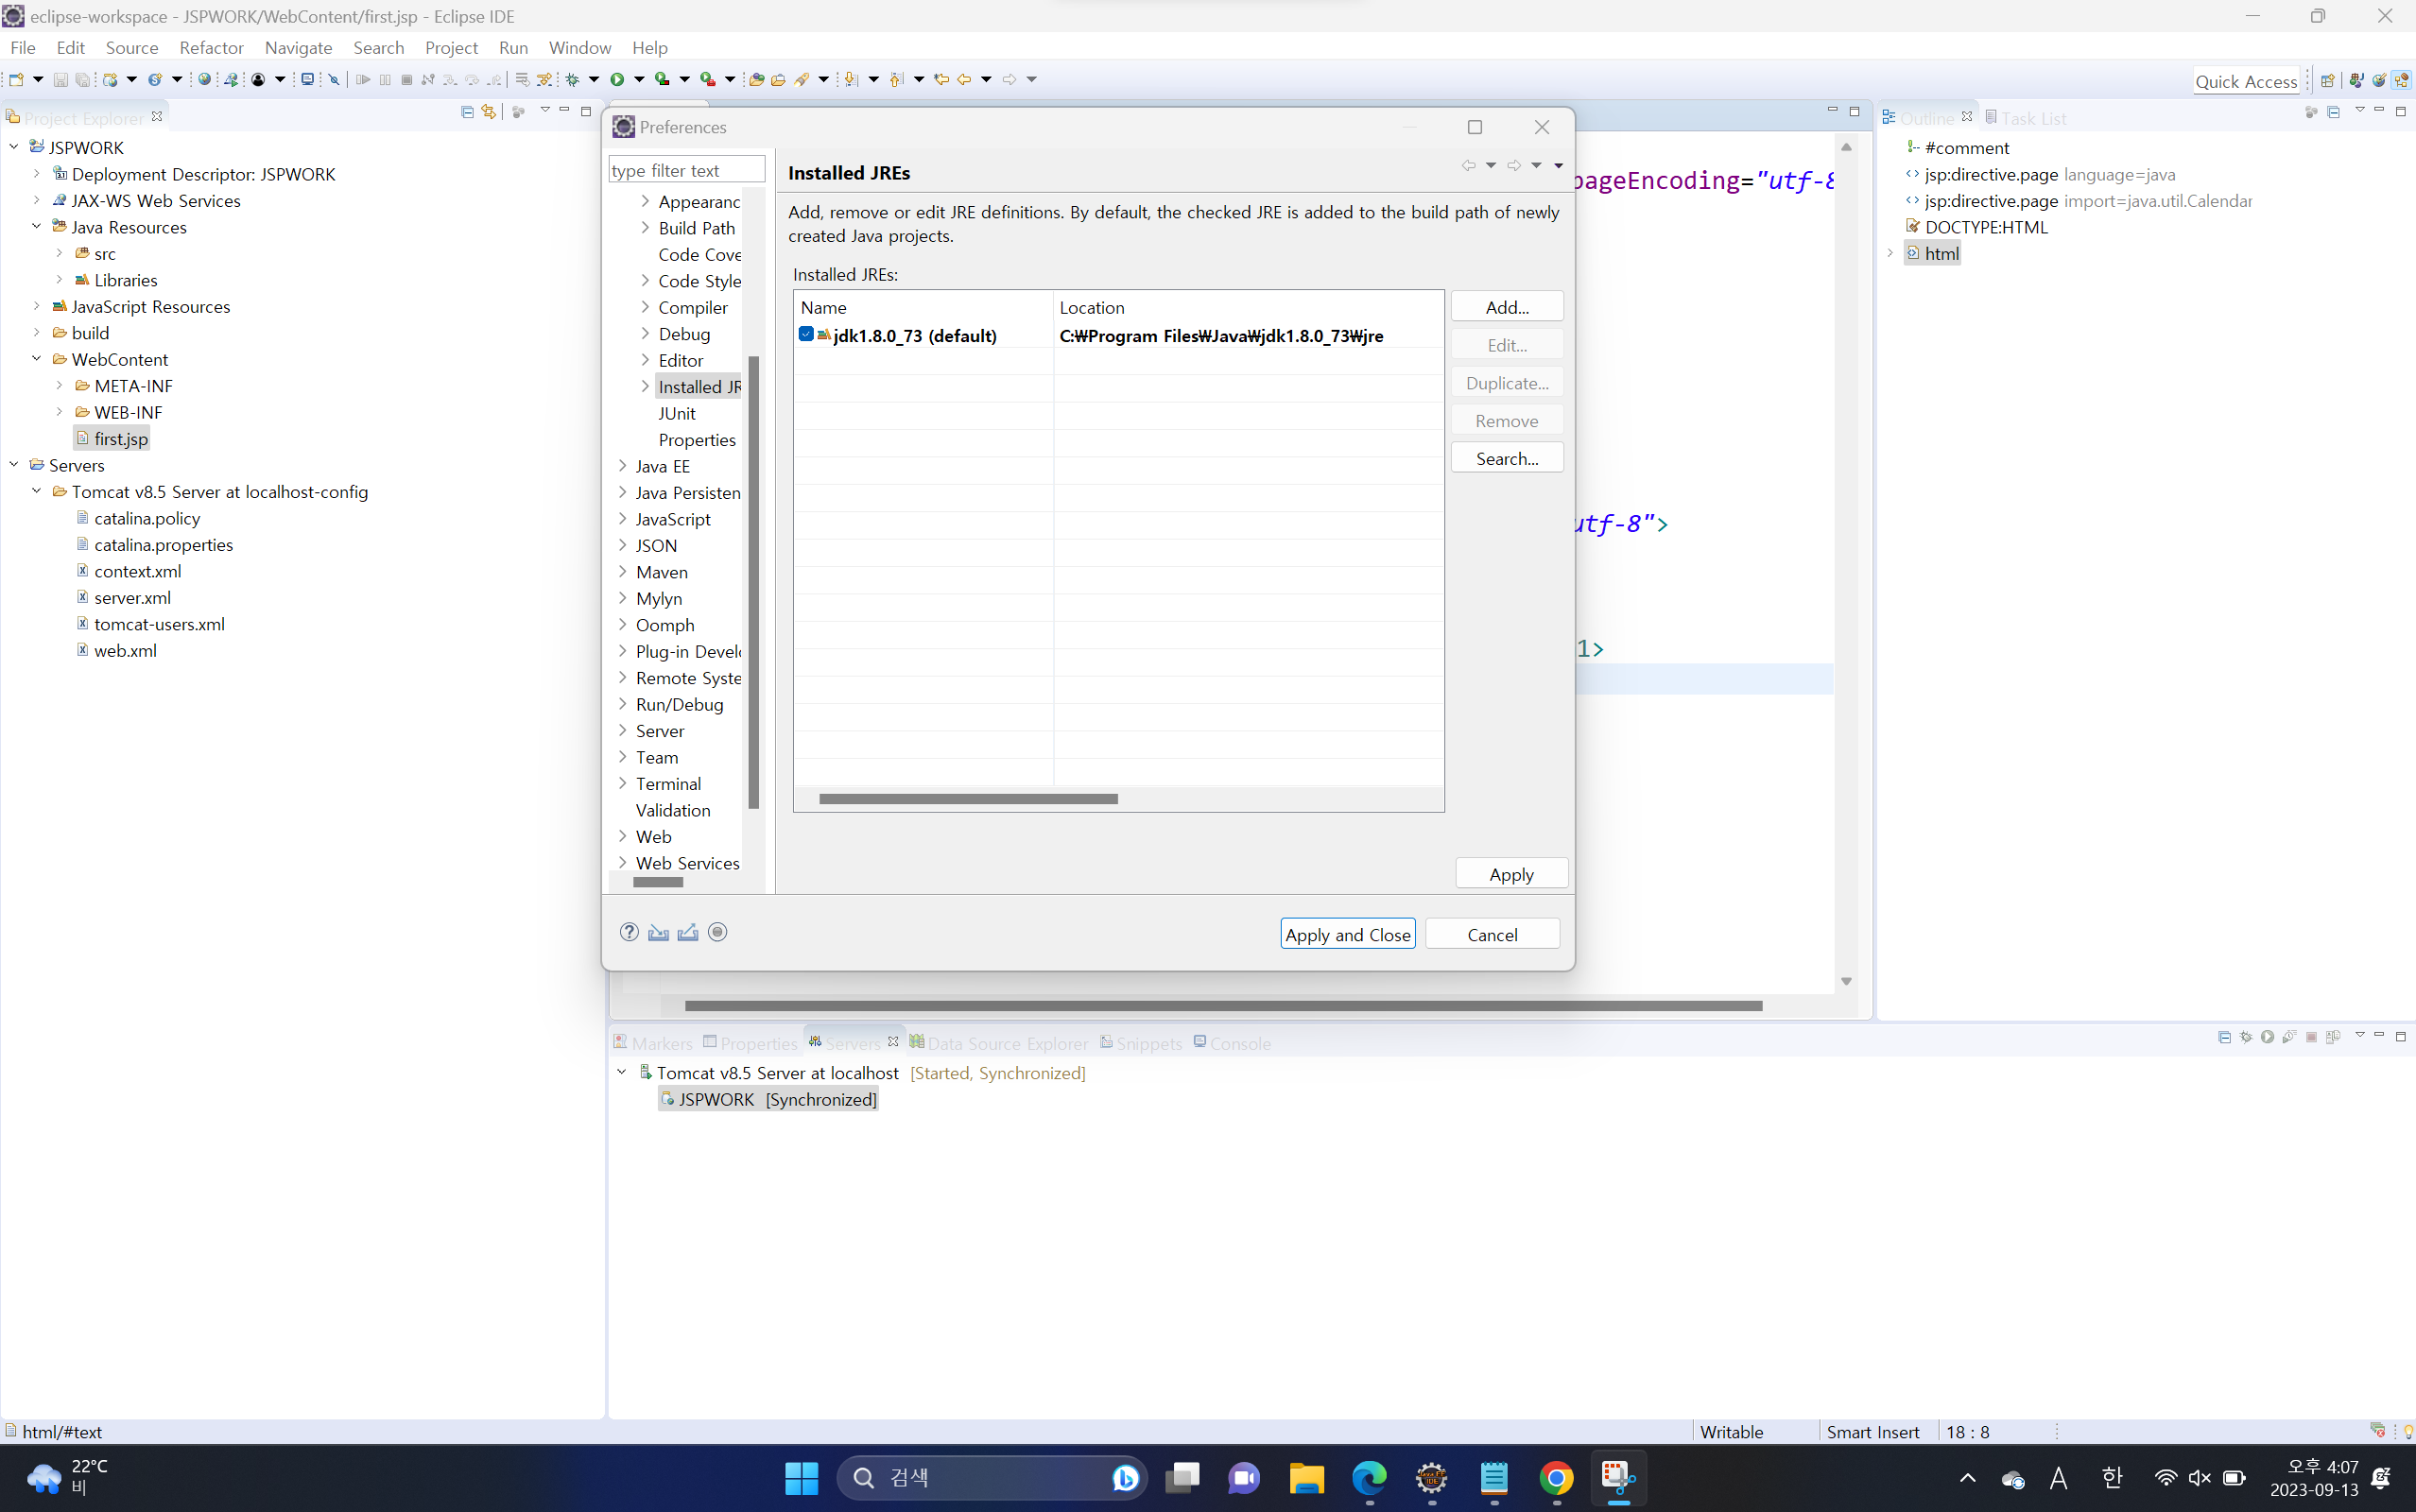 eclipse-workspace - JSPWORK/WebContent/first.jsp - Eclipse IDE
File Edit Source Refactor Navigate Search Project Run Window Help
Quick Access
Project Explorer
JSPWORK
Deployment Descriptor: JSPWORK
JAX-WS Web Services
Java Resources
src
Libraries
JavaScript Resources
build
WebContent
META-INF
WEB-INF
first.jsp
Servers
Tomcat v8.5 Server at localhost-config
catalina.policy
catalina.properties
context.xml
server.xml
tomcat-users.xml
web.xml
Preferences
type filter text
Appearanc
Build Path
Code Cove
Code Style
Compiler
Debug
Editor
Installed JR
JUnit
Properties
Java EE
Java Persisten
JavaScript
JSON
Maven
Mylyn
Oomph
Plug-in Devel
Remote Syste
Run/Debug
Server
Team
Terminal
Validation
Web
Web Services
Installed JREs
Add, remove or edit JRE definitions. By default, the checked JRE is added to the build path of newly
created Java projects.
Installed JREs:
Name Location
jdk1.8.0_73 (default) C:₩Program Files₩Java₩jdk1.8.0_73₩jre
Add...
Edit...
Duplicate...
Remove
Search...
Apply
Apply and Close Cancel
pageEncoding="utf-8
utf-8">
1>
Outline Task List
#comment
jsp:directive.page language=java
jsp:directive.page import=java.util.Calendar
DOCTYPE:HTML
html
Markers Properties Servers Data Source Explorer Snippets Console
Tomcat v8.5 Server at localhost [Started, Synchronized]
JSPWORK [Synchronized]
html/#text
Writable Smart Insert 18 : 8
22°C
비
검색
A 한
오후 4:07
2023-09-13